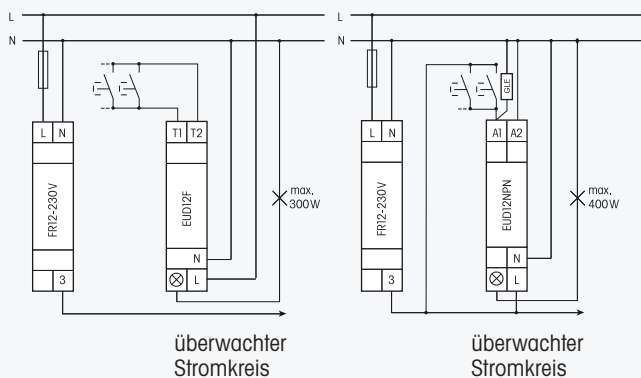 L
N
L N
FR12-230V
3
T1 T2
EUD12F
N
L
max.
300W
überwachter
Stromkreis
L
N
L N
FR12-230V
3
GLE
A1 A2
EUD12NPN
N
L
max.
400W
überwachter
Stromkreis